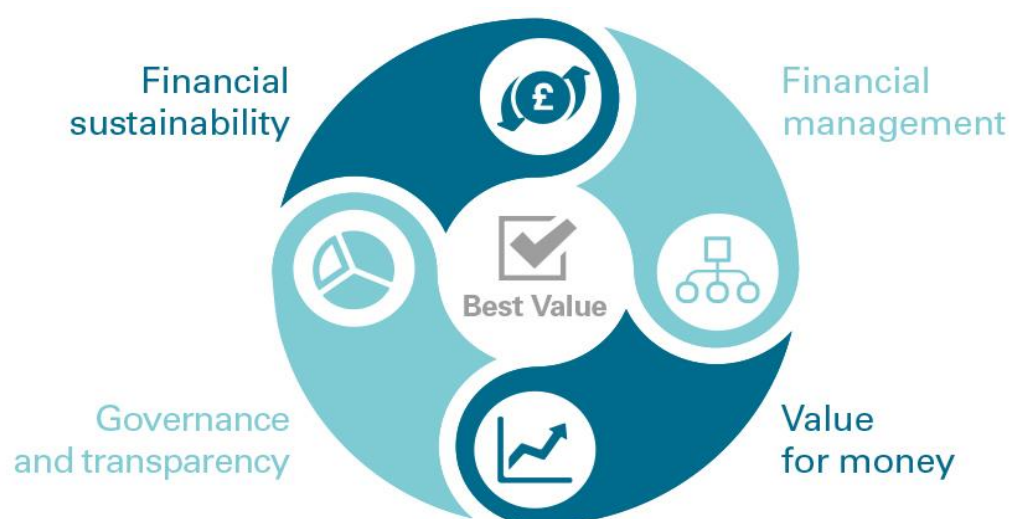 Financial
sustainability
Financial
management
£
Best Value
Governance
and transparency
Value
for money